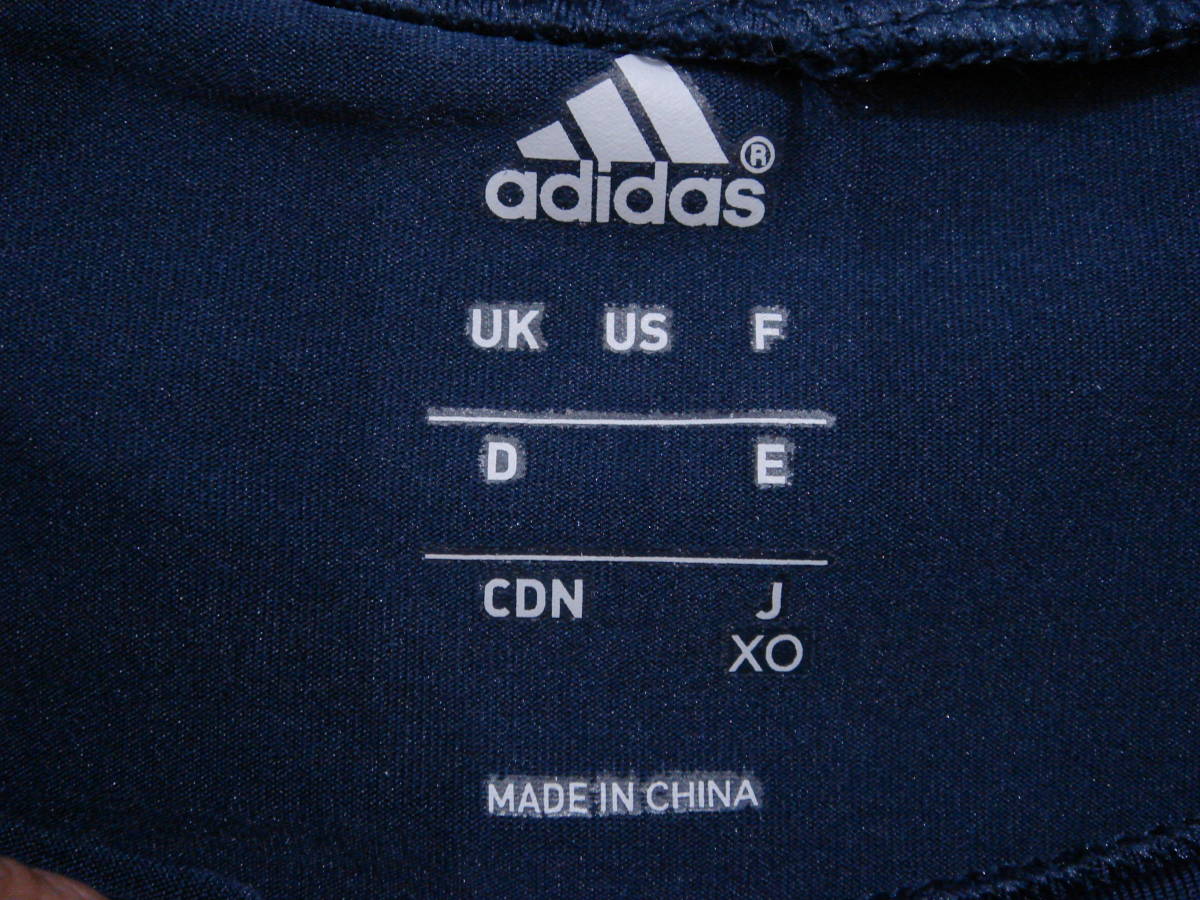 adidas®
UK US F
D E
CDN J
XO
MADE IN CHINA